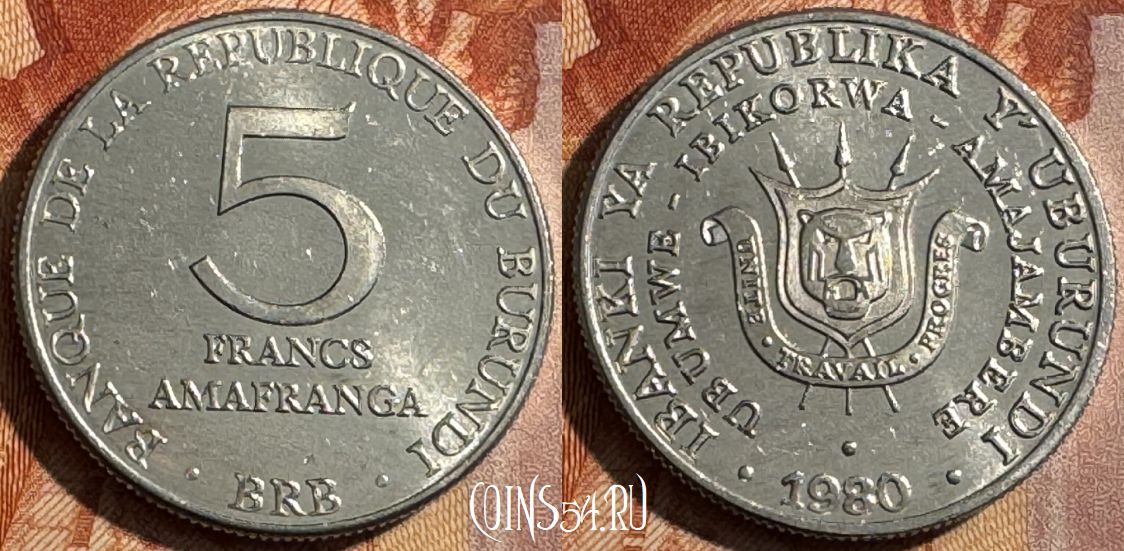 BANQUE DE LA REPUBLIQUE DU BURUNDI
5
FRANCS
AMAFRANGA
· BRB ·
IBANKI YA REPUBLIKA Y'UBURUNDI
UBUMWE - IBIKORWA - AMAJAMBERE
UNITE · TRAVAIL · PROGRES
· 1980 ·
COINS54.RU